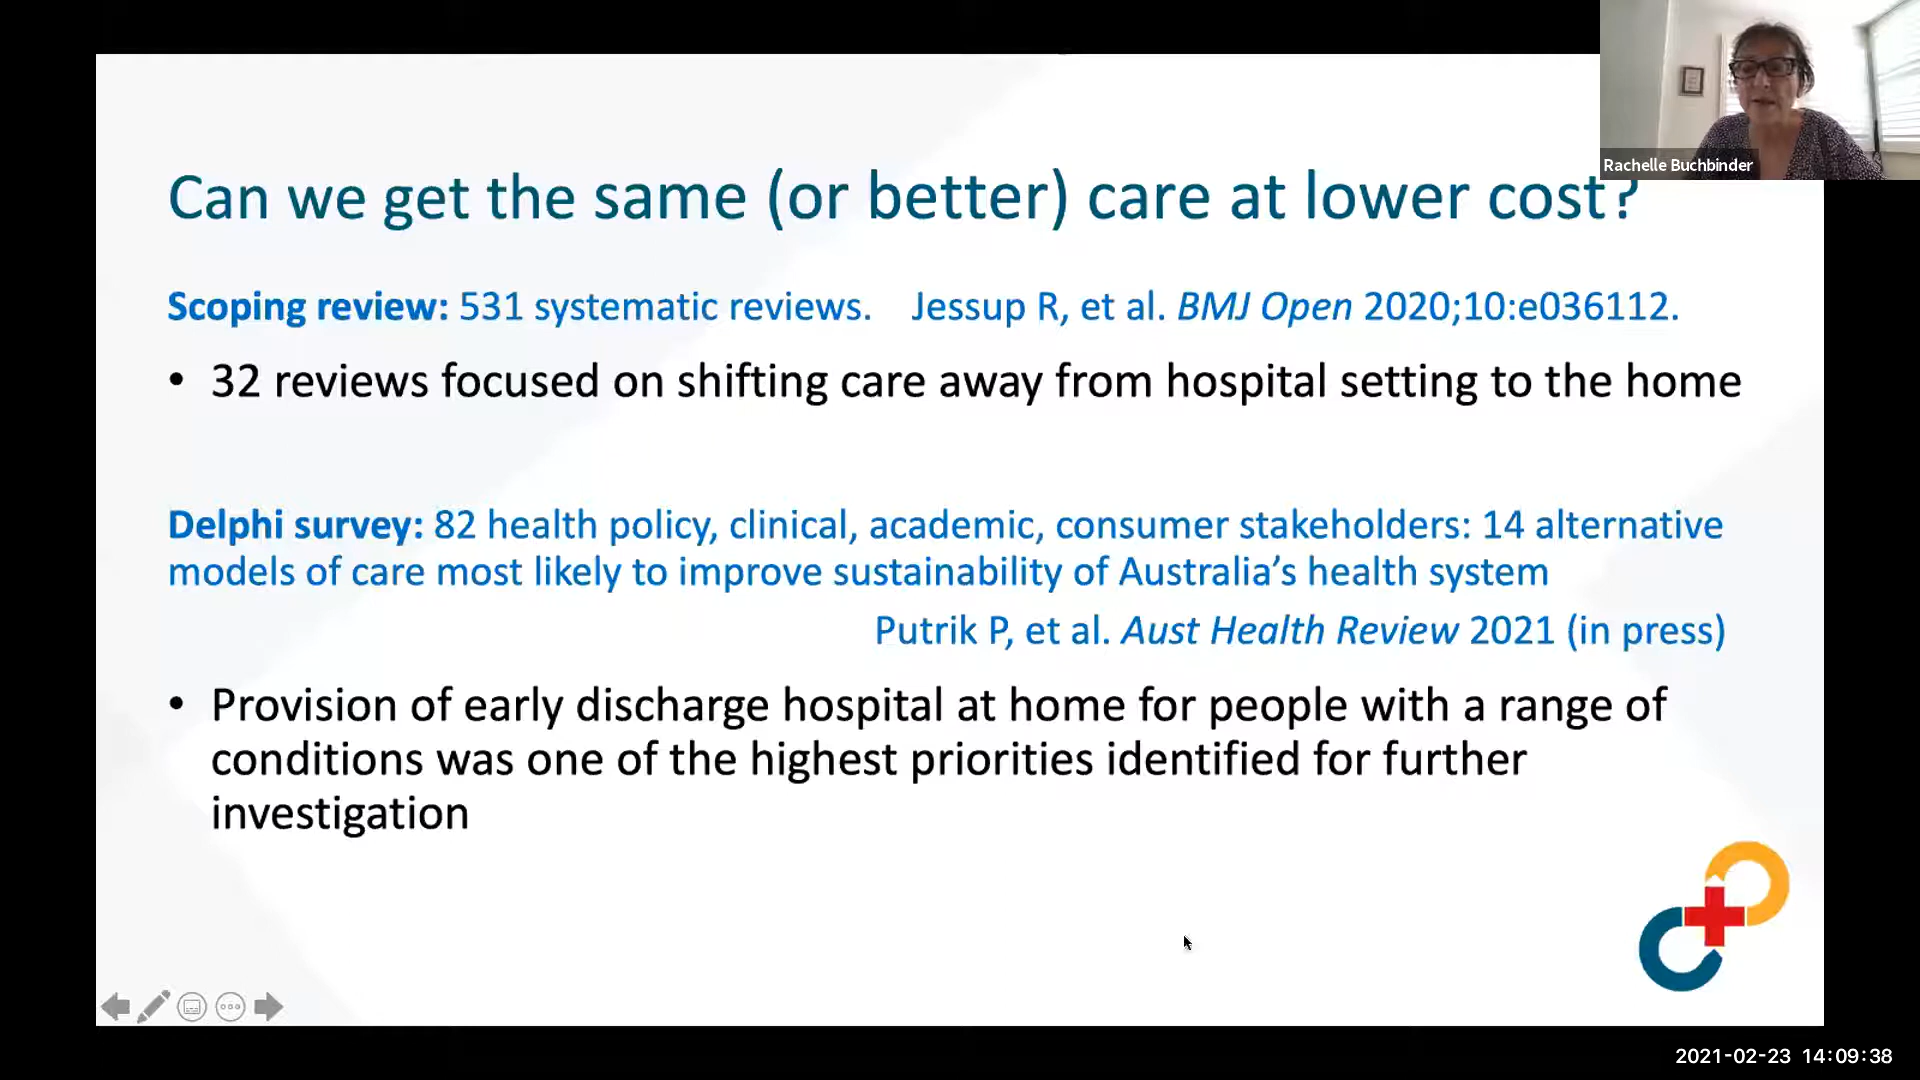 Rachelle Buchbinder
Can we get the same (or better) care at lower cost?
Scoping review: 531 systematic reviews. Jessup R, et al. BMJ Open 2020;10:e036112.
• 32 reviews focused on shifting care away from hospital setting to the home
Delphi survey: 82 health policy, clinical, academic, consumer stakeholders: 14 alternative
models of care most likely to improve sustainability of Australia’s health system
Putrik P, et al. Aust Health Review 2021 (in press)
• Provision of early discharge hospital at home for people with a range of
conditions was one of the highest priorities identified for further
investigation
2021-02-23 14:09:38